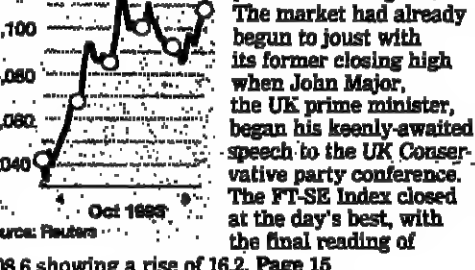 The market had already
,100
begun to joust with
its former closing high
,080
when John Major,
the UK prime minister,
,060
began his keenly-awaited
speech to the UK Conser-
040
vative party conference.
4
The FT-SE Index closed
Oct 1993
at the day's best, with
urce: Reuters
the final reading of
08.6 showing a rise of 16.2. Page 15